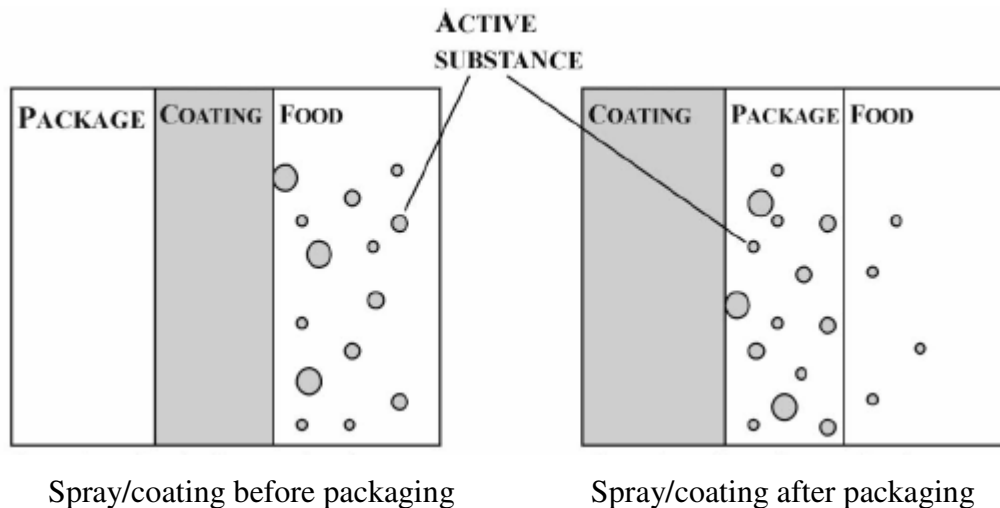 ACTIVE
SUBSTANCE
PACKAGE COATING FOOD
COATING PACKAGE FOOD
Spray/coating before packaging
Spray/coating after packaging